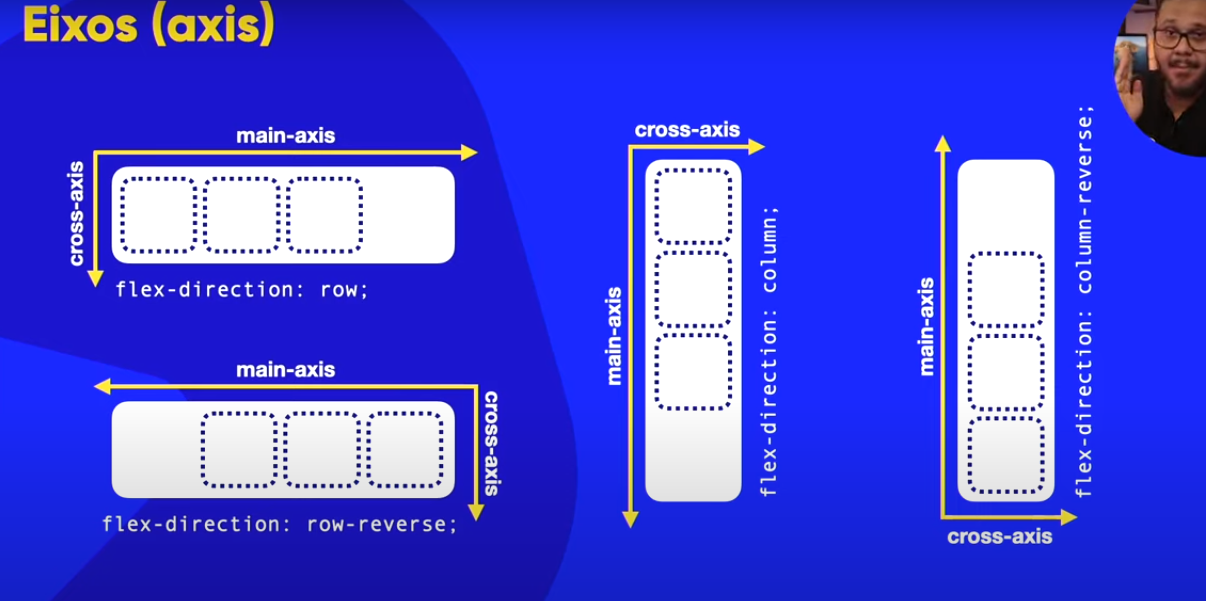 Eixos (axis)
main-axis
cross-axis
flex-direction: row;
main-axis
cross-axis
flex-direction: row-reverse;
cross-axis
main-axis
flex-direction: column;
main-axis
cross-axis
flex-direction: column-reverse;